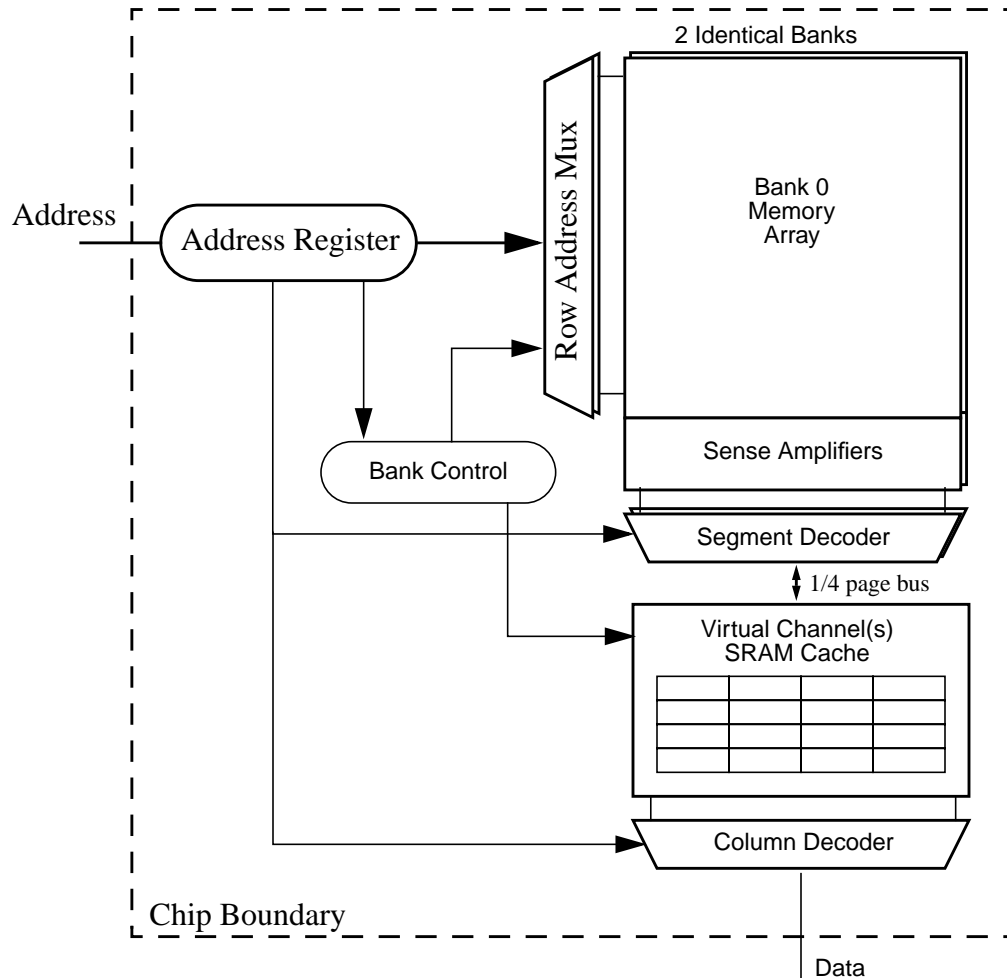 2 Identical Banks
Row Address Mux
Bank 0
Memory
Array
Address
Address Register
Sense Amplifiers
Bank Control
Segment Decoder
1/4 page bus
Virtual Channel(s)
SRAM Cache
Column Decoder
Chip Boundary
Data